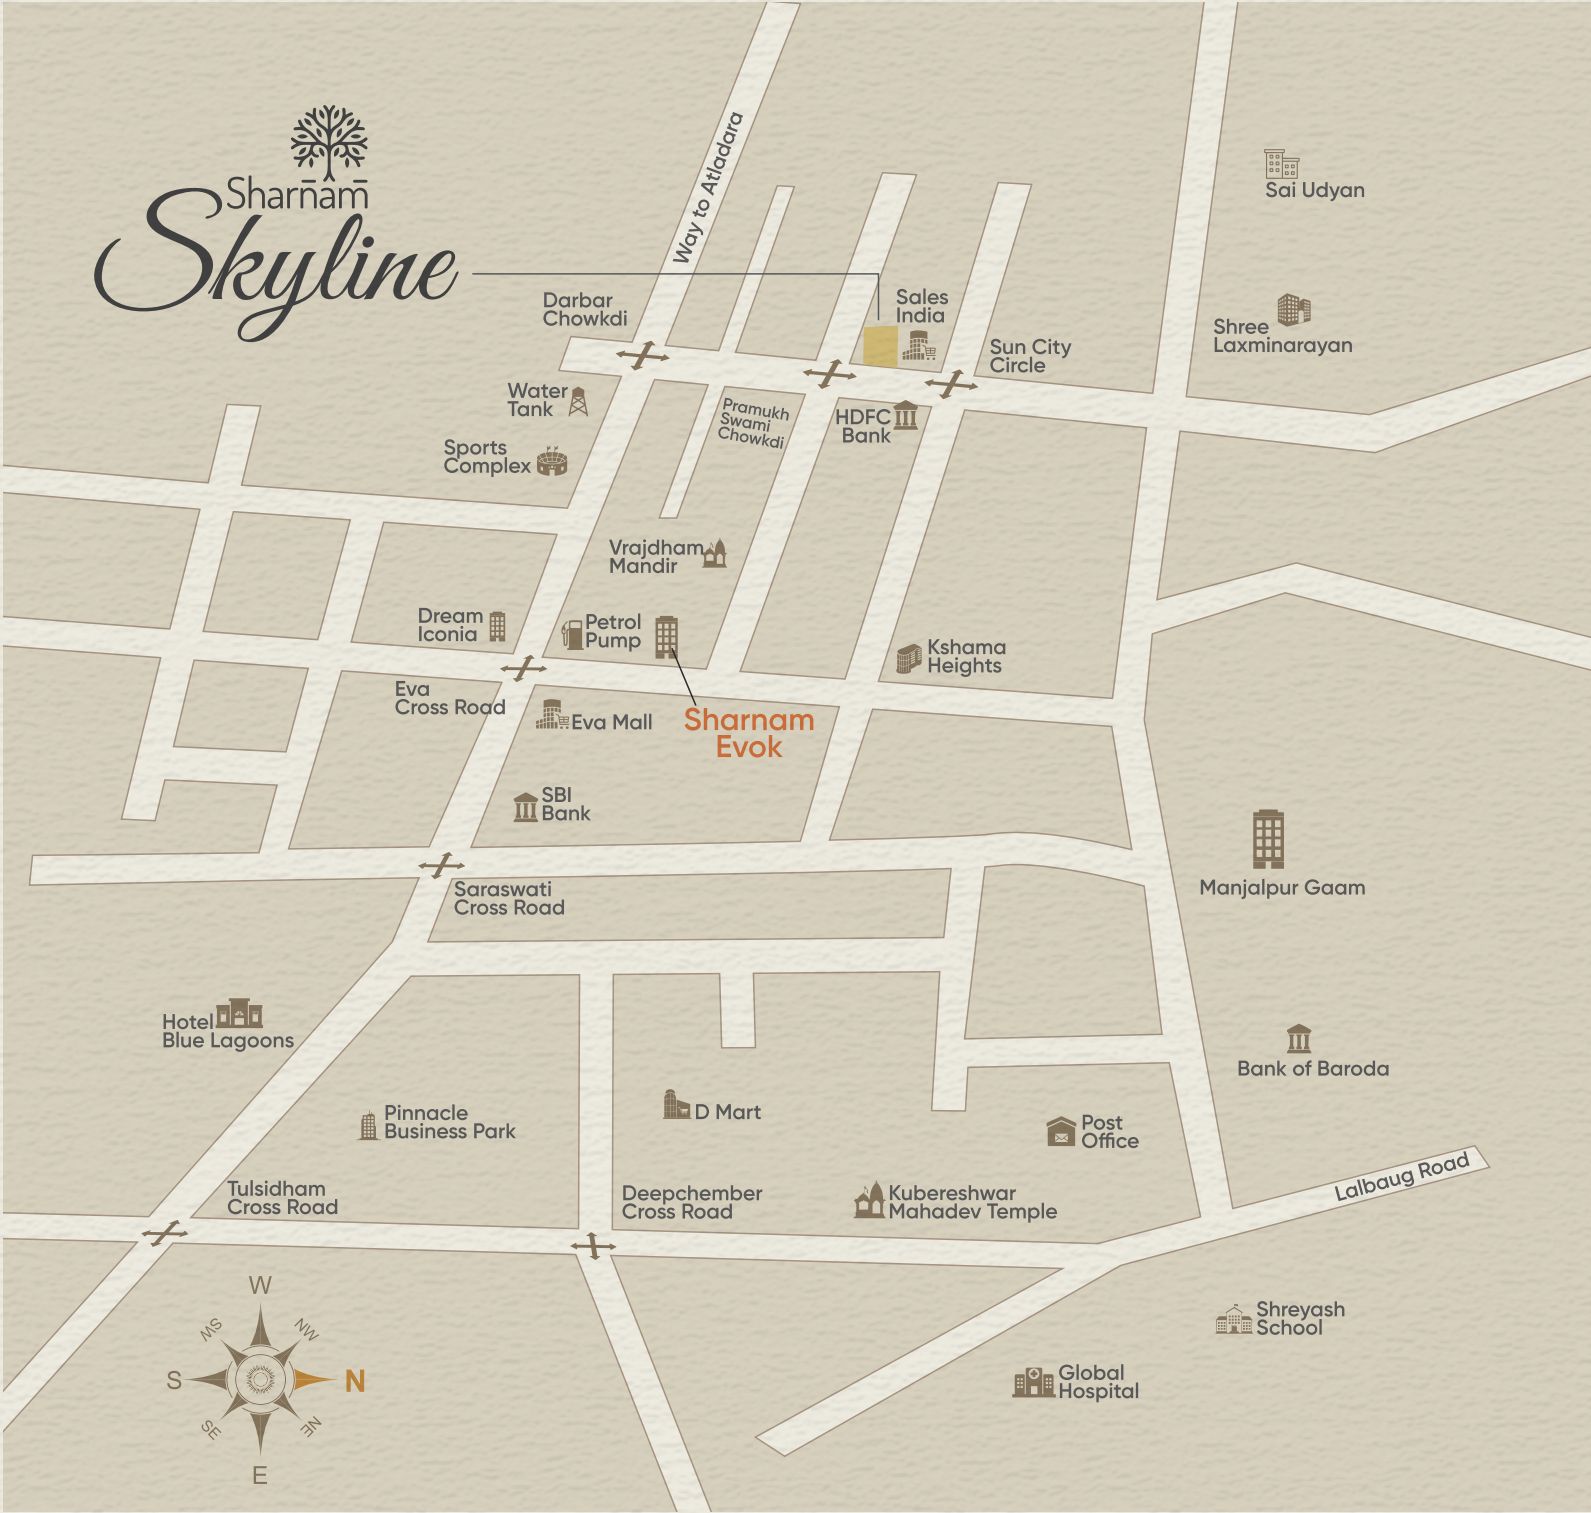 Sharnam
Skyline
Way to Atladara
Sai Udyan
Darbar
Chowkdi
Sales
India
Shree
Laxminarayan
Sun City
Circle
Water
Tank
Pramukh
Swami
Chowkdi
HDFC
Bank
Sports
Complex
Vrajdham
Mandir
Dream
Iconia
Petrol
Pump
Kshama
Heights
Eva
Cross Road
Eva Mall
Sharnam
Evok
SBI
Bank
Saraswati
Cross Road
Manjalpur Gaam
Hotel
Blue Lagoons
Bank of Baroda
Pinnacle
Business Park
D Mart
Post
Office
Lalbaug Road
Tulsidham
Cross Road
Deepchember
Cross Road
Kubereshwar
Mahadev Temple
W
SW
NW
S
N
SE
NE
E
Shreyash
School
Global
Hospital